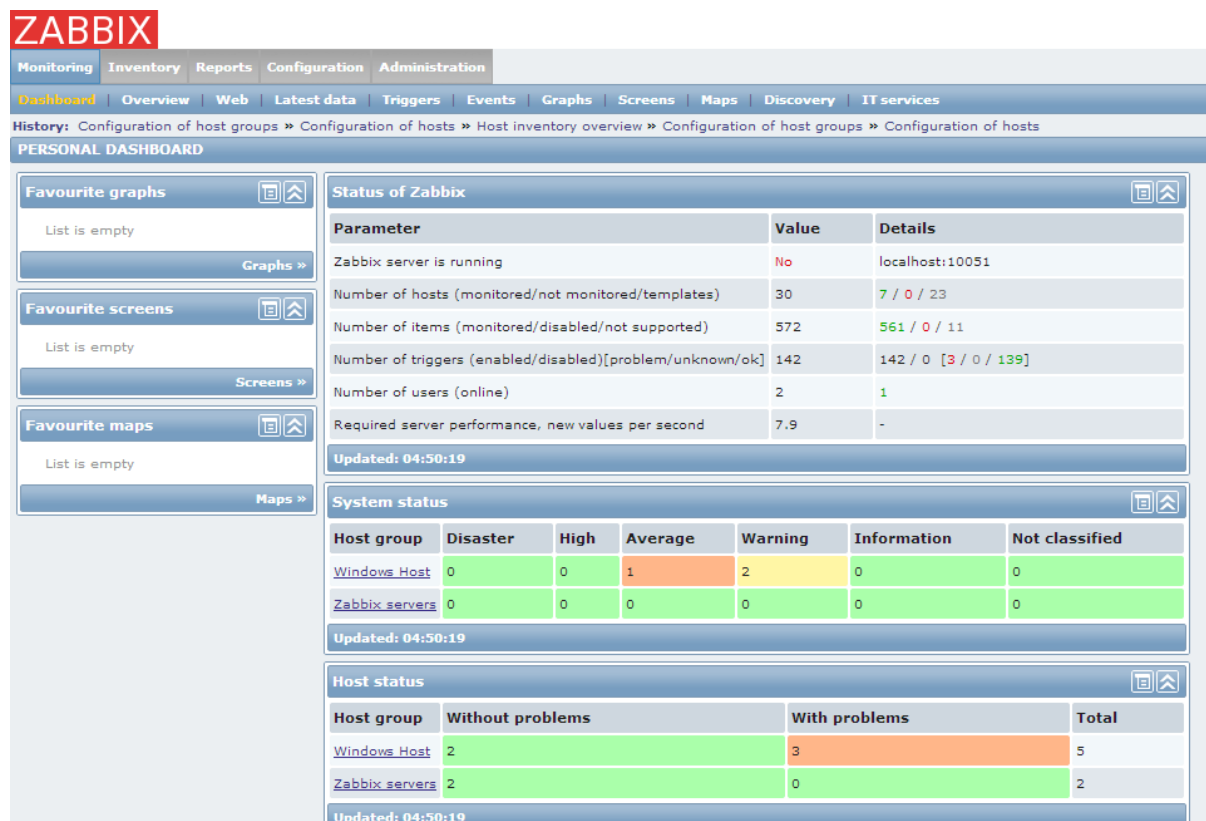 ZABBIX
Monitoring Inventory Reports Configuration Administration
Dashboard | Overview | Web | Latest data | Triggers | Events | Graphs | Screens | Maps | Discovery | IT services
History: Configuration of host groups » Configuration of hosts » Host inventory overview » Configuration of host groups » Configuration of hosts
PERSONAL DASHBOARD
Favourite graphs
List is empty
Graphs »
Favourite screens
List is empty
Screens »
Favourite maps
List is empty
Maps »
Status of Zabbix
Parameter Value Details
Zabbix server is running No localhost:10051
Number of hosts (monitored/not monitored/templates) 30 7 / 0 / 23
Number of items (monitored/disabled/not supported) 572 561 / 0 / 11
Number of triggers (enabled/disabled)[problem/unknown/ok] 142 142 / 0 [3 / 0 / 139]
Number of users (online) 2 1
Required server performance, new values per second 7.9 -
Updated: 04:50:19
System status
Host group Disaster High Average Warning Information Not classified
Windows Host 0 0 1 2 0 0
Zabbix servers 0 0 0 0 0 0
Updated: 04:50:19
Host status
Host group Without problems With problems Total
Windows Host 2 3 5
Zabbix servers 2 0 2
Updated: 04:50:19